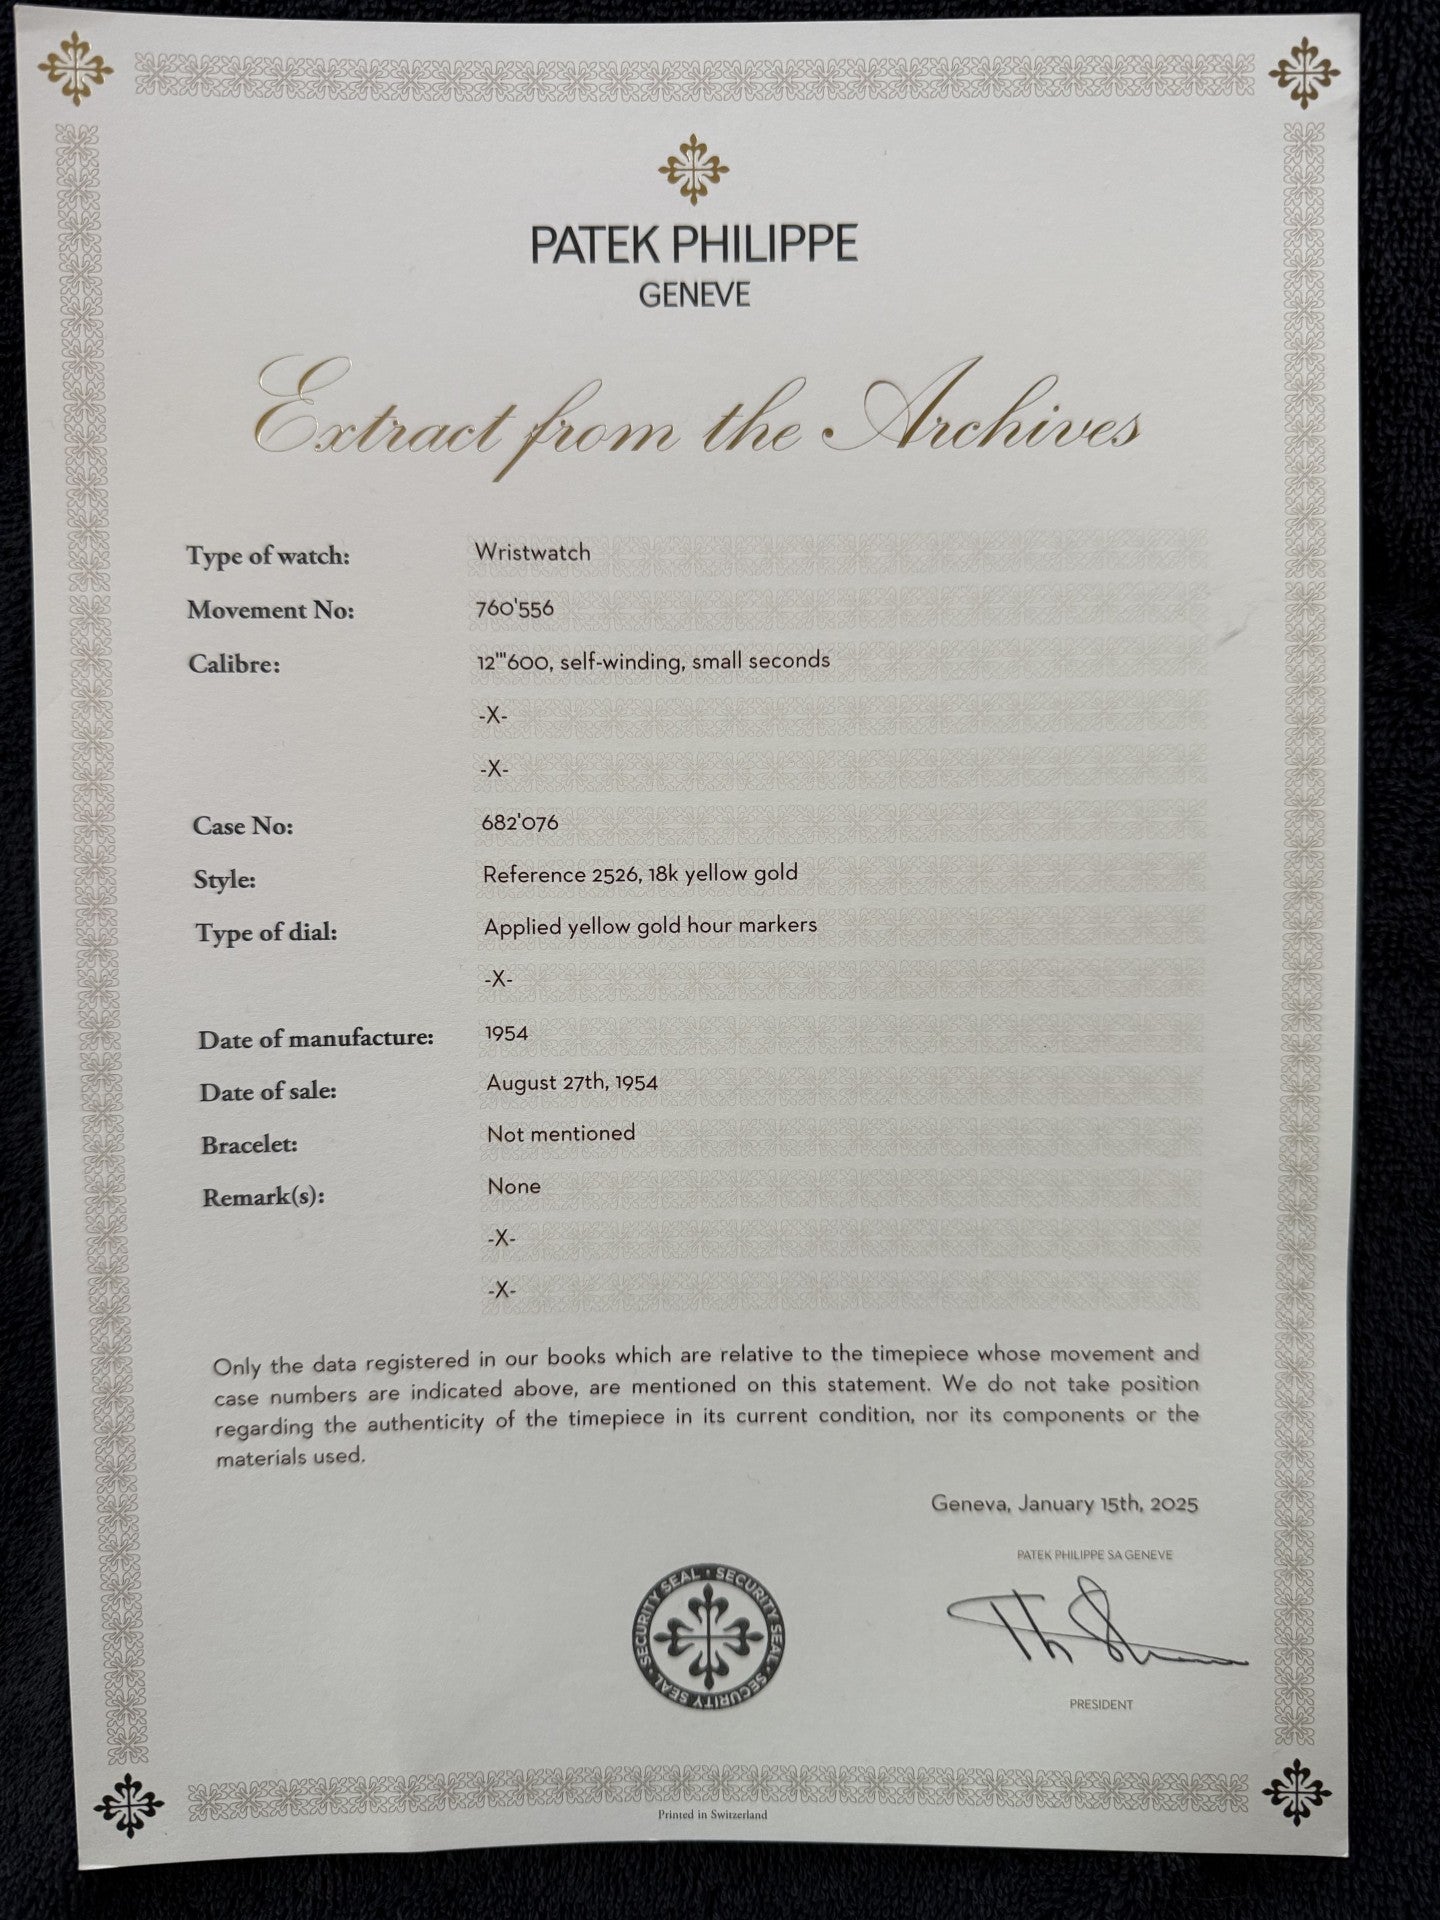 PATEK PHILIPPE
GENEVE
Extract from the Archives
Type of watch: Wristwatch
Movement No: 760'556
Calibre: 12'''600, self-winding, small seconds
-X-
-X-
Case No: 682'076
Style: Reference 2526, 18k yellow gold
Type of dial: Applied yellow gold hour markers
-X-
Date of manufacture: 1954
Date of sale: August 27th, 1954
Bracelet: Not mentioned
Remark(s): None
-X-
-X-
Only the data registered in our books which are relative to the timepiece whose movement and
case numbers are indicated above, are mentioned on this statement. We do not take position
regarding the authenticity of the timepiece in its current condition, nor its components or the
materials used.
Geneva, January 15th, 2025
PATEK PHILIPPE SA GENEVE
SECURITY SEAL • SECURITY SEAL • SECURITY SEAL •
PRESIDENT
Printed in Switzerland